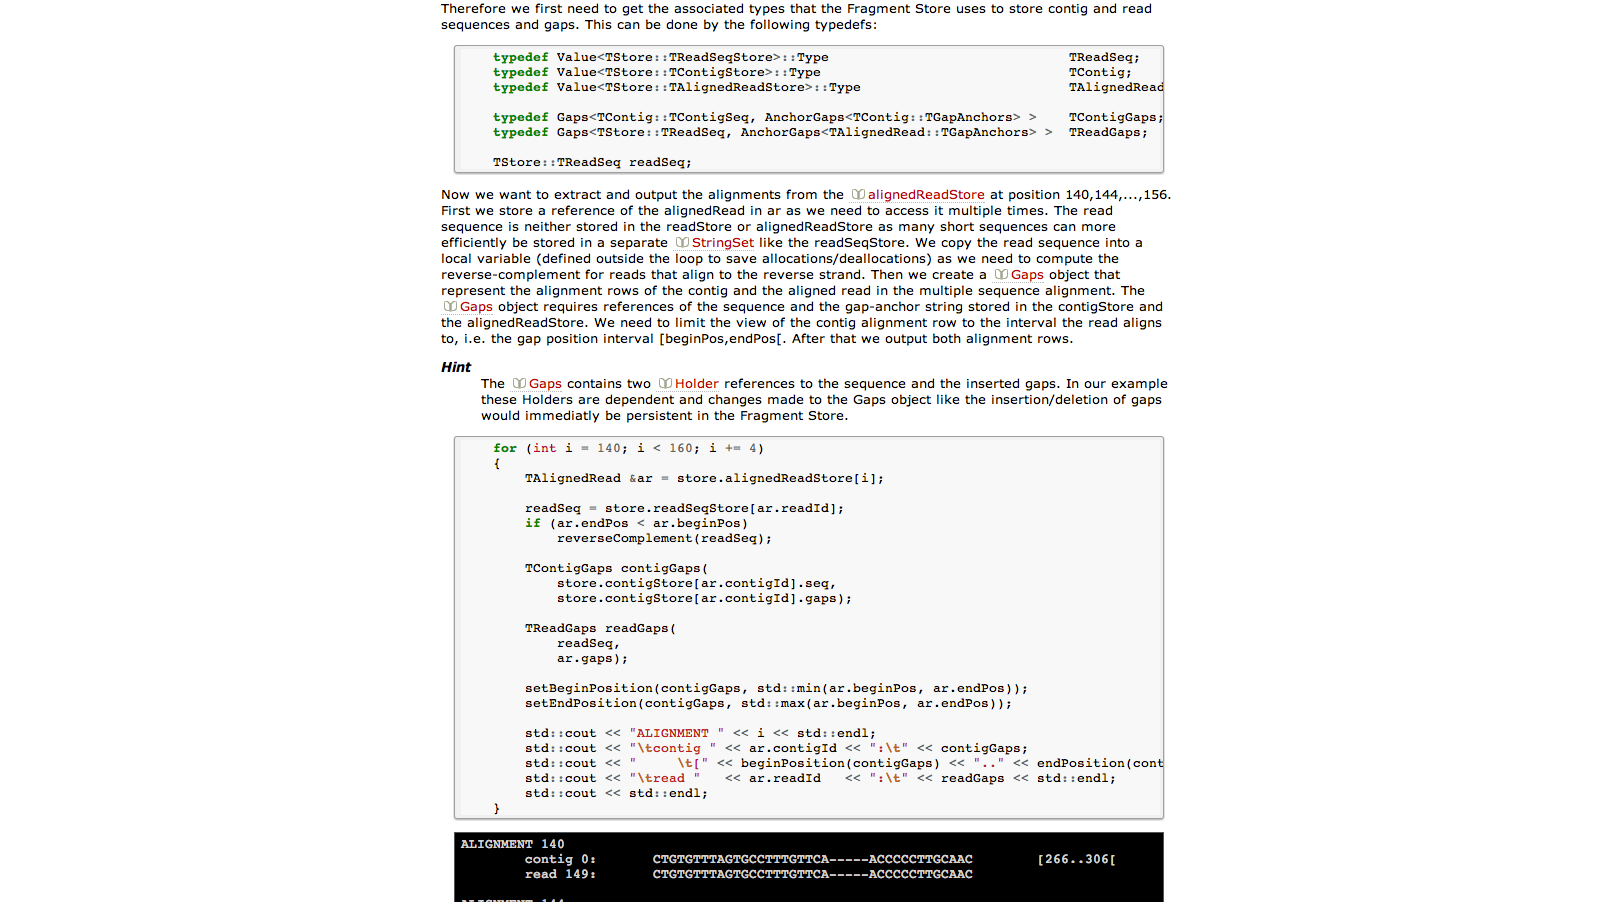 Therefore we first need to get the associated types that the Fragment Store uses to store contig and read
sequences and gaps. This can be done by the following typedefs:
typedef Value<TStore::TReadSeqStore>::Type TReadSeq;
typedef Value<TStore::TContigStore>::Type TContig;
typedef Value<TStore::TAlignedReadStore>::Type TAlignedRead
typedef Gaps<TContig::TContigSeq, AnchorGaps<TContig::TGapAnchors> > TContigGaps;
typedef Gaps<TStore::TReadSeq, AnchorGaps<TAlignedRead::TGapAnchors> > TReadGaps;
TStore::TReadSeq readSeq;
Now we want to extract and output the alignments from the alignedReadStore at position 140,144,...,156.
First we store a reference of the alignedRead in ar as we need to access it multiple times. The read
sequence is neither stored in the readStore or alignedReadStore as many short sequences can more
efficiently be stored in a separate StringSet like the readSeqStore. We copy the read sequence into a
local variable (defined outside the loop to save allocations/deallocations) as we need to compute the
reverse-complement for reads that align to the reverse strand. Then we create a Gaps object that
represent the alignment rows of the contig and the aligned read in the multiple sequence alignment. The
Gaps object requires references of the sequence and the gap-anchor string stored in the contigStore and
the alignedReadStore. We need to limit the view of the contig alignment row to the interval the read aligns
to, i.e. the gap position interval [beginPos,endPos[. After that we output both alignment rows.
Hint
The Gaps contains two Holder references to the sequence and the inserted gaps. In our example
these Holders are dependent and changes made to the Gaps object like the insertion/deletion of gaps
would immediatly be persistent in the Fragment Store.
for (int i = 140; i < 160; i += 4)
{
TAlignedRead &ar = store.alignedReadStore[i];
readSeq = store.readSeqStore[ar.readId];
if (ar.endPos < ar.beginPos)
reverseComplement(readSeq);
TContigGaps contigGaps(
store.contigStore[ar.contigId].seq,
store.contigStore[ar.contigId].gaps);
TReadGaps readGaps(
readSeq,
ar.gaps);
setBeginPosition(contigGaps, std::min(ar.beginPos, ar.endPos));
setEndPosition(contigGaps, std::max(ar.beginPos, ar.endPos));
std::cout << "ALIGNMENT " << i << std::endl;
std::cout << "\tcontig " << ar.contigId << ":\t" << contigGaps;
std::cout << "     \t[" << beginPosition(contigGaps) << ".." << endPosition(cont
std::cout << "\tread "   << ar.readId   << ":\t" << readGaps << std::endl;
std::cout << std::endl;
}
ALIGNMENT 140
contig 0: CTGTGTTTAGTGCCTTTGTTCA-----ACCCCCTTGCAAC [266..306[
read 149: CTGTGTTTAGTGCCTTTGTTCA-----ACCCCCTTGCAAC